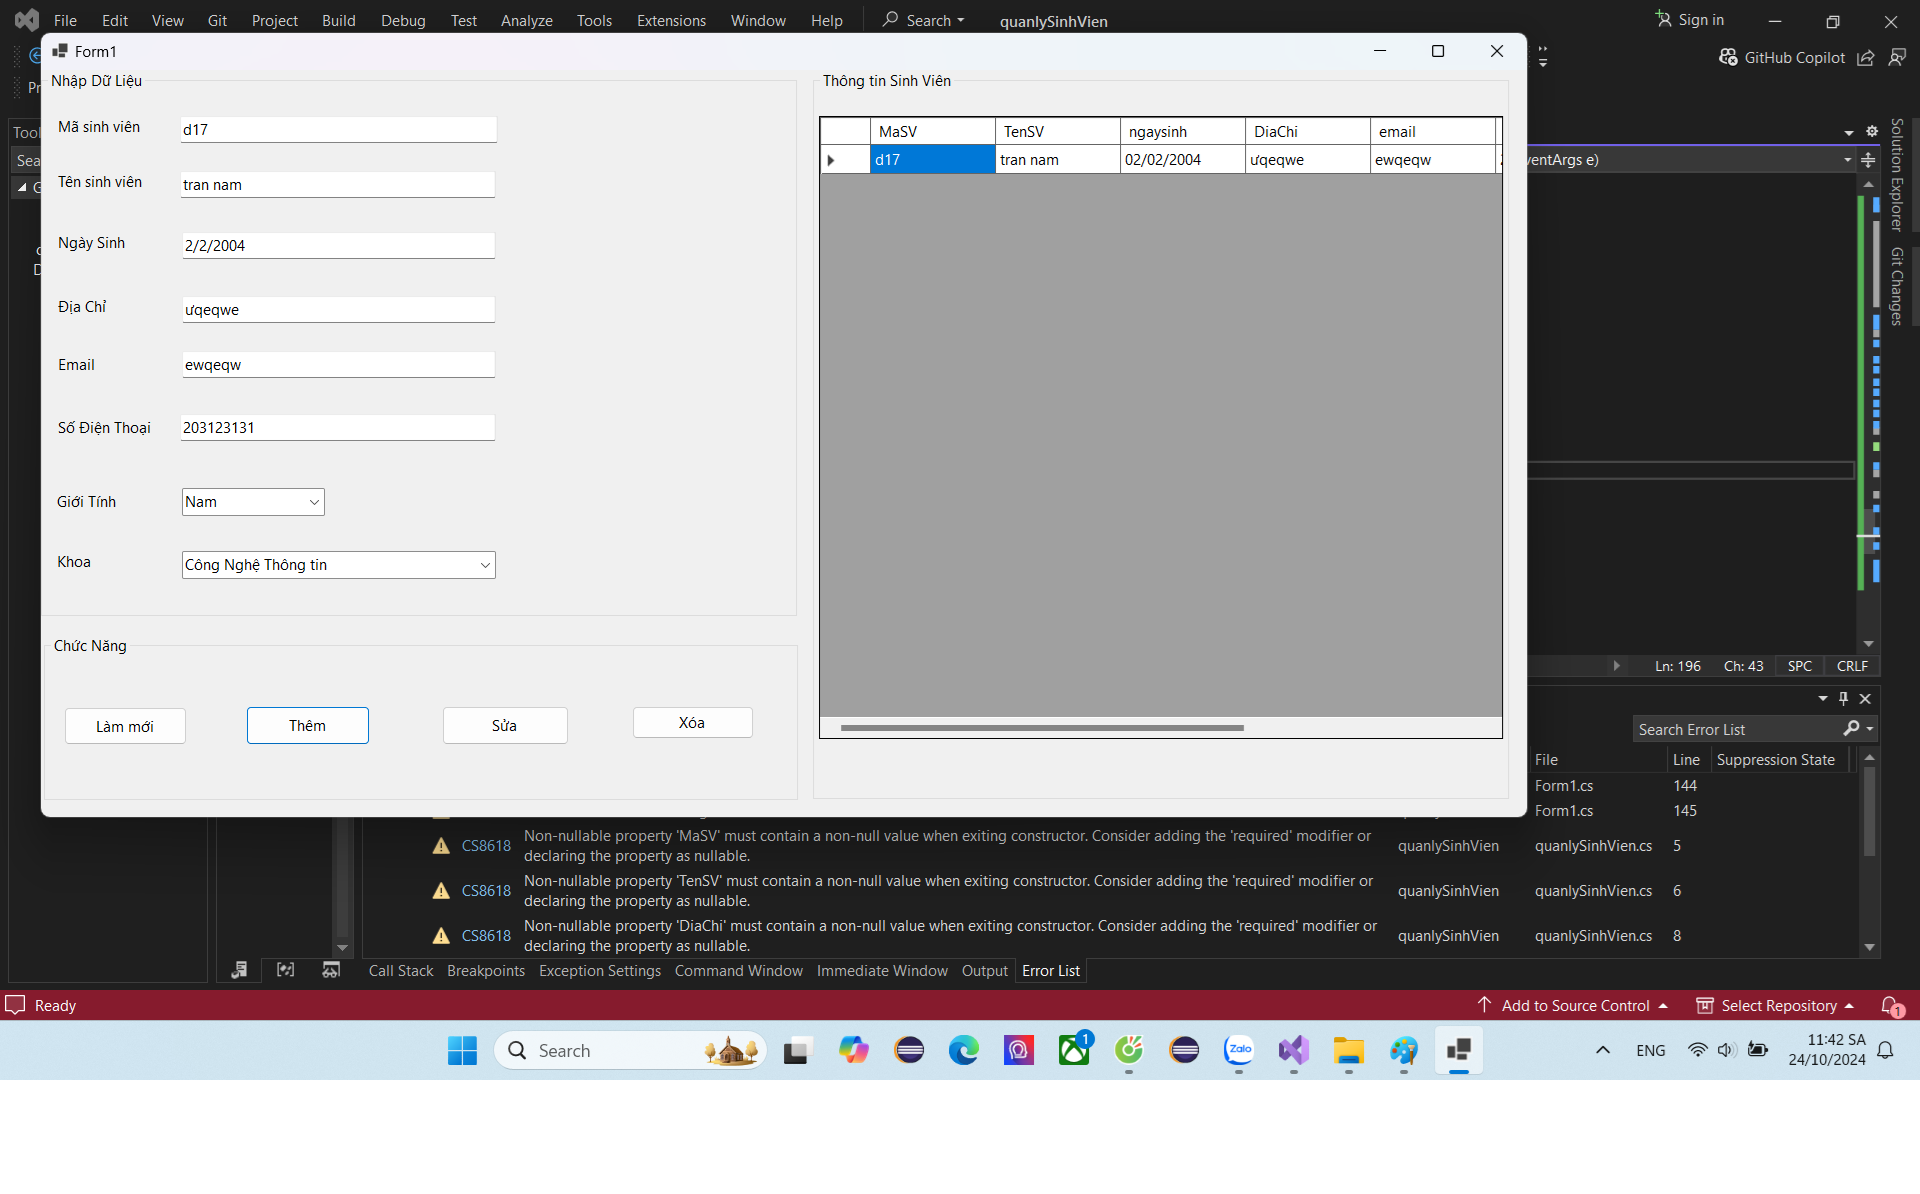 File Edit View Git Project Build Debug Test Analyze Tools Extensions Window Help Search quanlySinhVien Sign in
Form1
GitHub Copilot
Nhập Dữ Liệu
Mã sinh viên d17
Tên sinh viên tran nam
Ngày Sinh 2/2/2004
Địa Chỉ ưqeqwe
Email ewqeqw
Số Điện Thoại 203123131
Giới Tính Nam
Khoa Công Nghệ Thông tin
Chức Năng
Làm mới Thêm Sửa Xóa
Thông tin Sinh Viên
MaSV TenSV ngaysinh DiaChi email
d17 tran nam 02/02/2004 ưqeqwe ewqeqw
ventArgs e)
Solution Explorer
Git Changes
Ln: 196 Ch: 43 SPC CRLF
Search Error List
File Line Suppression State
Form1.cs 144
Form1.cs 145
CS8618 Non-nullable property 'MaSV' must contain a non-null value when exiting constructor. Consider adding the 'required' modifier or
declaring the property as nullable. quanlySinhVien quanlySinhVien.cs 5
CS8618 Non-nullable property 'TenSV' must contain a non-null value when exiting constructor. Consider adding the 'required' modifier or
declaring the property as nullable. quanlySinhVien quanlySinhVien.cs 6
CS8618 Non-nullable property 'DiaChi' must contain a non-null value when exiting constructor. Consider adding the 'required' modifier or
declaring the property as nullable. quanlySinhVien quanlySinhVien.cs 8
Call Stack Breakpoints Exception Settings Command Window Immediate Window Output Error List
Ready Add to Source Control Select Repository 1
Search Zalo 1 ENG 11:42 SA
24/10/2024